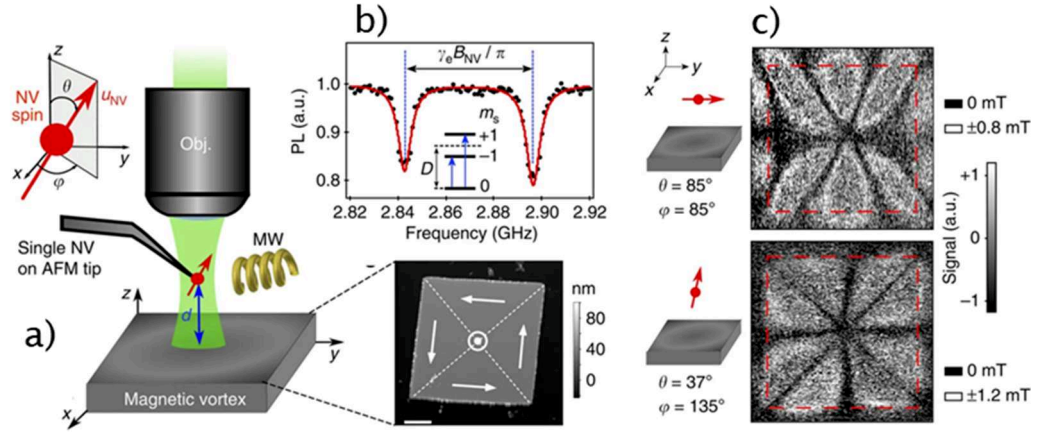 a)
z
θ
u_NV
NV
spin
y
x
φ
Obj.
Single NV
on AFM tip
MW
d
z
y
x
Magnetic vortex
b)
γ_e B_NV / π
1.0
0.9
0.8
PL (a.u.)
m_s
+1
−1
0
D
2.82 2.84 2.86 2.88 2.90 2.92
Frequency (GHz)
nm
80
40
0
c)
z
y
x
θ = 85°
φ = 85°
0 mT
±0.8 mT
+1
0
−1
Signal (a.u.)
θ = 37°
φ = 135°
0 mT
±1.2 mT